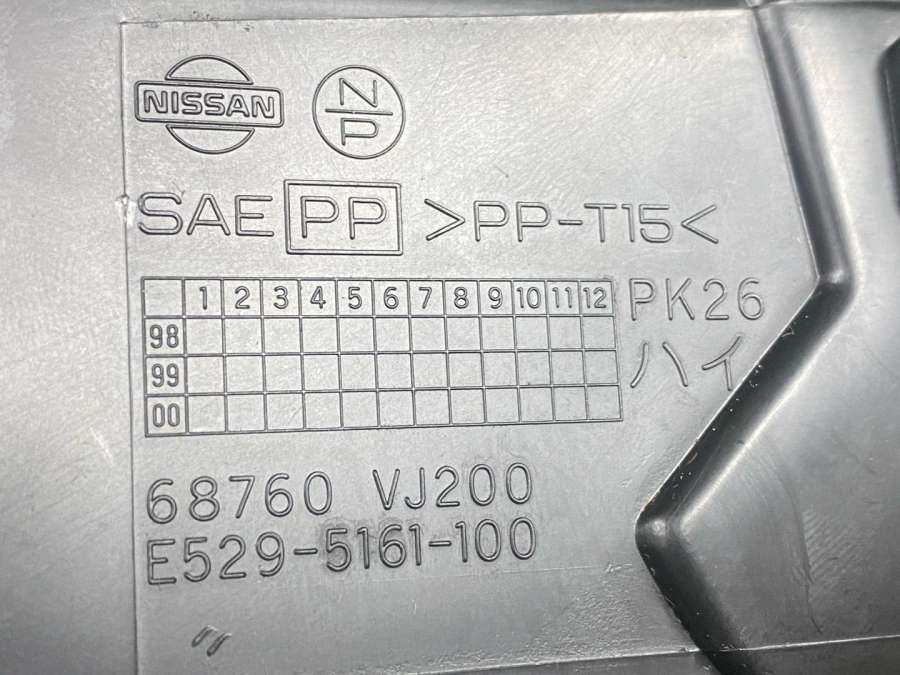 NISSAN N/P
SAE PP >PP-T15<
1 2 3 4 5 6 7 8 9 10 11 12 PK26
98
99 ハイ
00
68760 VJ200
E529-5161-100